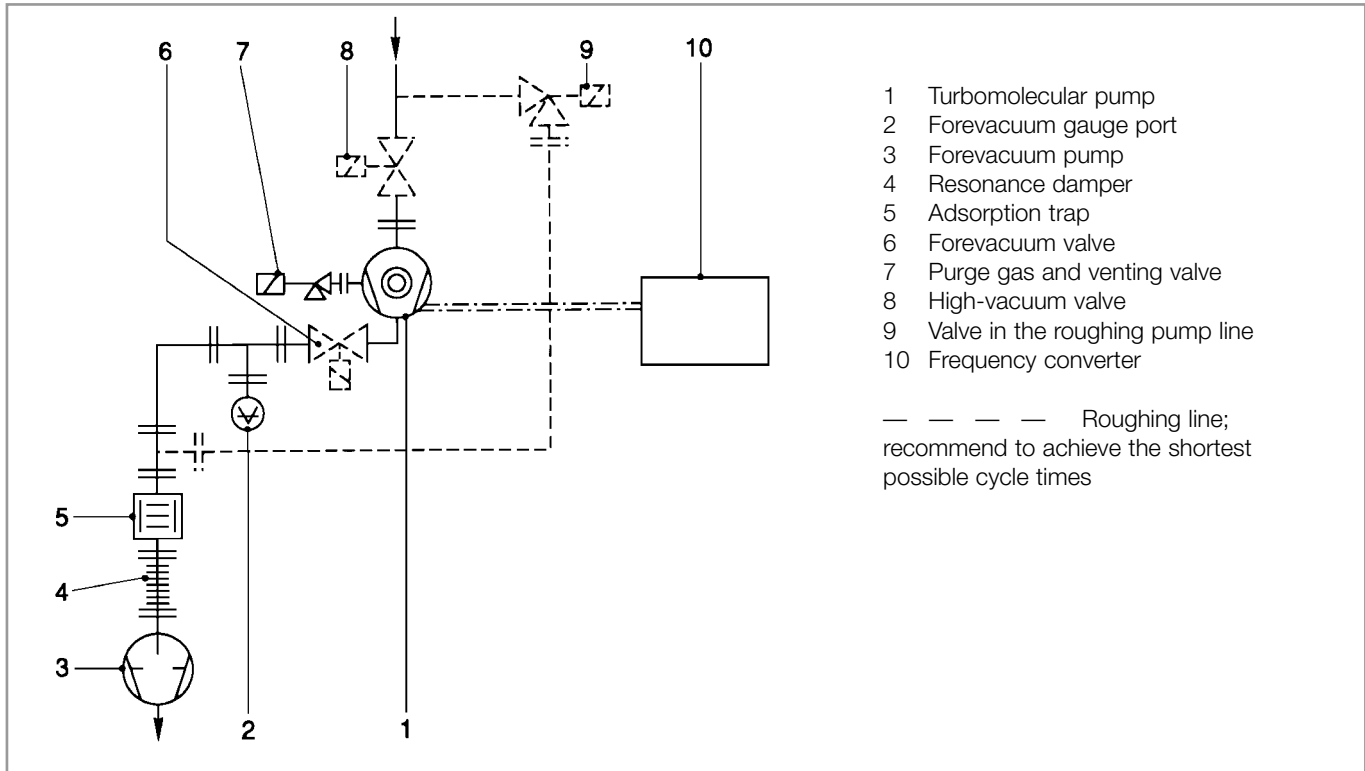 6 7 8 9 10
1 Turbomolecular pump
2 Forevacuum gauge port
3 Forevacuum pump
4 Resonance damper
5 Adsorption trap
6 Forevacuum valve
7 Purge gas and venting valve
8 High-vacuum valve
9 Valve in the roughing pump line
10 Frequency converter
— — — — Roughing line;
recommend to achieve the shortest
possible cycle times
5
4
3
2 1